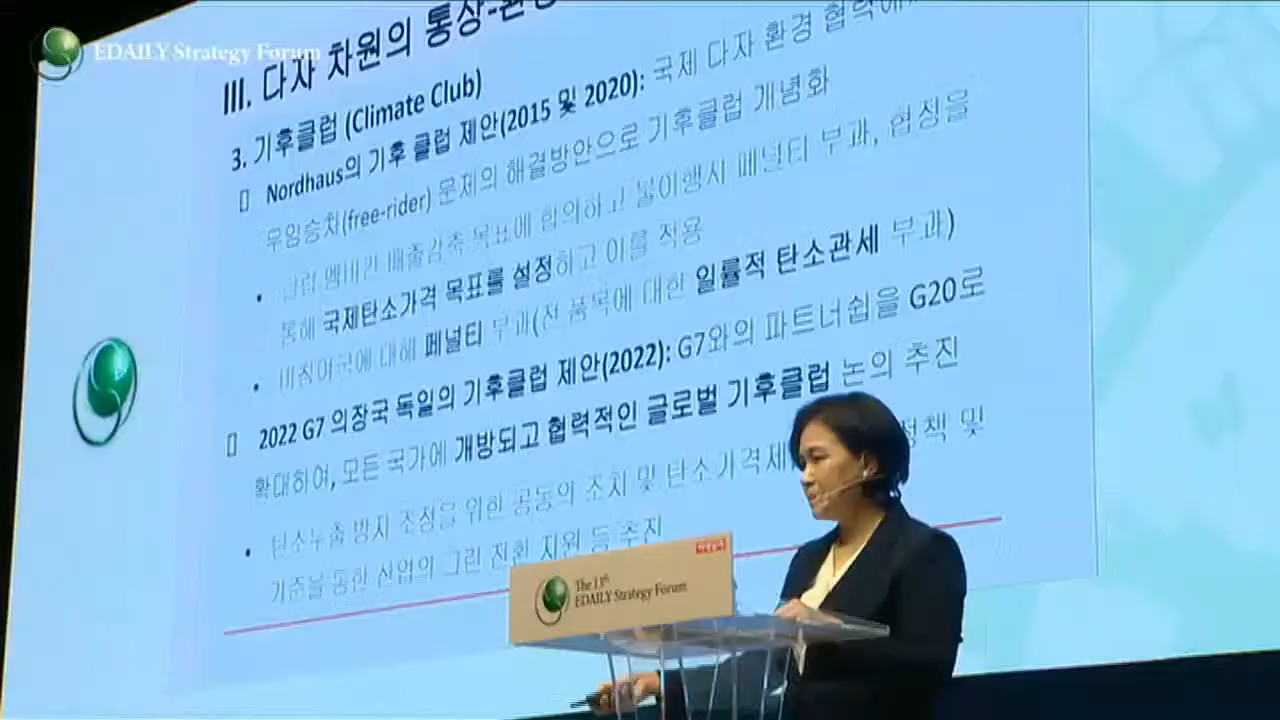 EDAILY Strategy Forum
III. 다자 차원의 통상-환경
3. 기후클럽 (Climate Club)
Nordhaus의 기후 클럽 제안(2015 및 2020): 국제 다자 환경 협력에
무임승차(free-rider) 문제의 해결방안으로 기후클럽 개념화
• 클럽 멤버간 배출감축 목표에 합의하고 불이행시 페널티 부과, 협상을
통해 국제탄소가격 목표를 설정하고 이를 적용
• 비참여국에 대해 페널티 부과(전 품목에 대한 일률적 탄소관세 부과)
2022 G7 의장국 독일의 기후클럽 제안(2022): G7와의 파트너쉽을 G20로
확대하여, 모든 국가에 개방되고 협력적인 글로벌 기후클럽 논의 추진
• 탄소누출 방지 조정을 위한 공동의 조치 및 탄소가격제 정책 및
기준을 통한 산업의 그린 전환 지원 등 추진
이데일리
The 13th
EDAILY Strategy Forum